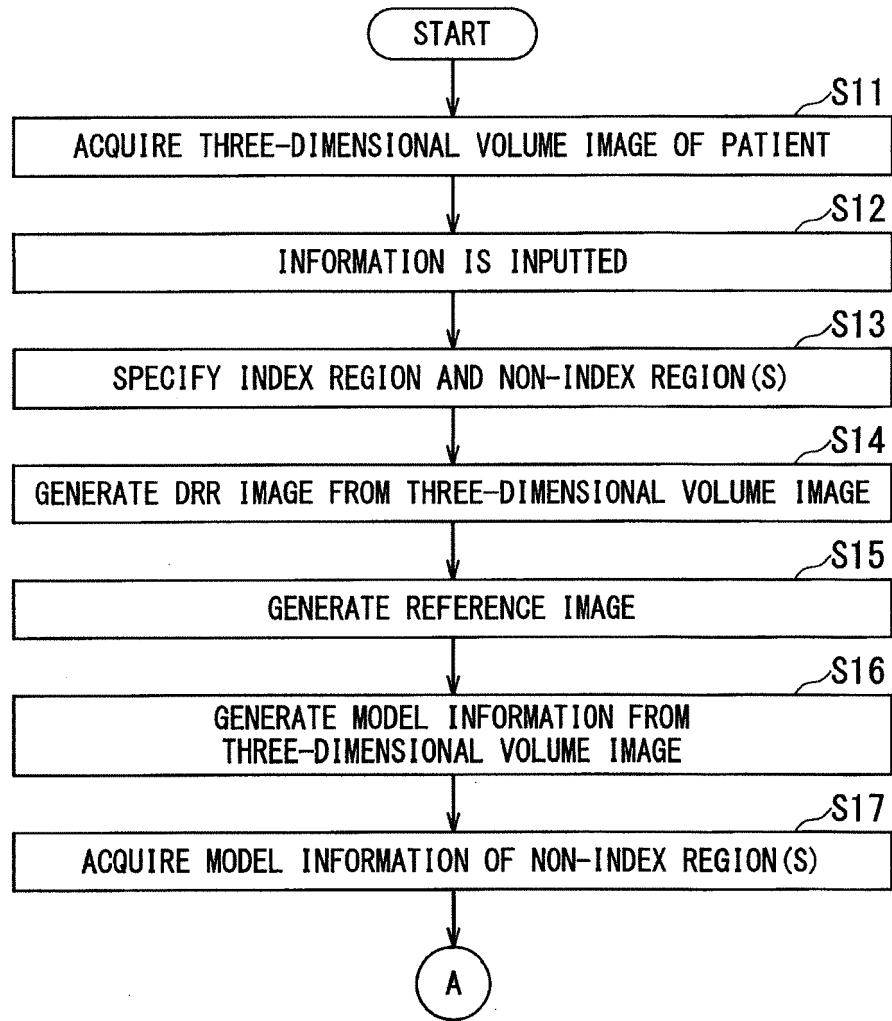 START
S11
ACQUIRE THREE-DIMENSIONAL VOLUME IMAGE OF PATIENT
S12
INFORMATION IS INPUTTED
S13
SPECIFY INDEX REGION AND NON-INDEX REGION(S)
S14
GENERATE DRR IMAGE FROM THREE-DIMENSIONAL VOLUME IMAGE
S15
GENERATE REFERENCE IMAGE
S16
GENERATE MODEL INFORMATION FROM
THREE-DIMENSIONAL VOLUME IMAGE
S17
ACQUIRE MODEL INFORMATION OF NON-INDEX REGION(S)
A